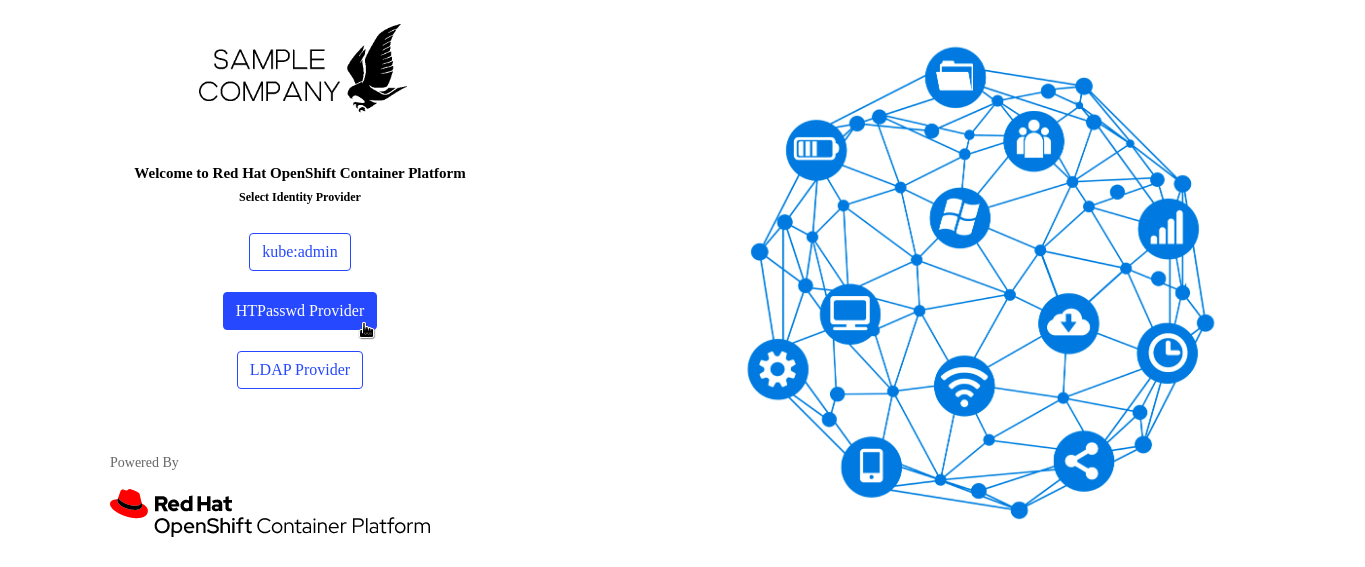 SAMPLE
COMPANY
Welcome to Red Hat OpenShift Container Platform
Select Identity Provider
kube:admin
HTPasswd Provider
LDAP Provider
Powered By
Red Hat
OpenShift Container Platform